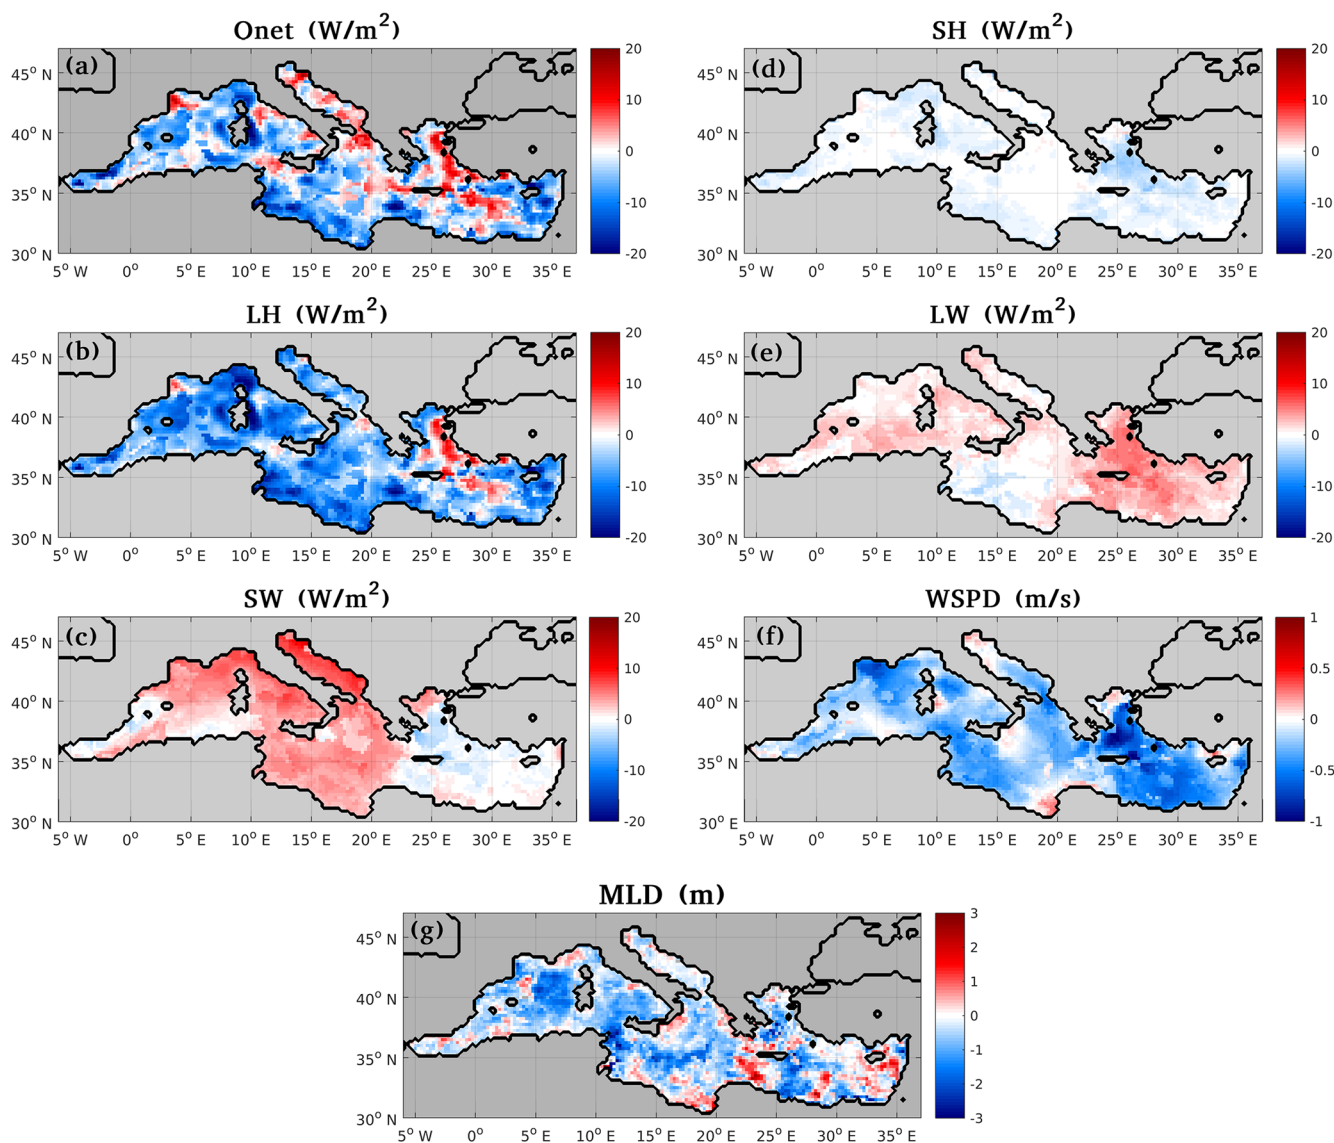 Qnet (W/m²)
(a)
45° N
40° N
35° N
30° N
5° W 0° 5° E 10° E 15° E 20° E 25° E 30° E 35° E
20
10
0
-10
-20
SH (W/m²)
(d)
45° N
40° N
35° N
30° N
5° W 0° 5° E 10° E 15° E 20° E 25° E 30° E 35° E
20
10
0
-10
-20
LH (W/m²)
(b)
45° N
40° N
35° N
30° N
5° W 0° 5° E 10° E 15° E 20° E 25° E 30° E 35° E
20
10
0
-10
-20
LW (W/m²)
(e)
45° N
40° N
35° N
30° N
5° W 0° 5° E 10° E 15° E 20° E 25° E 30° E 35° E
20
10
0
-10
-20
SW (W/m²)
(c)
45° N
40° N
35° N
30° N
5° W 0° 5° E 10° E 15° E 20° E 25° E 30° E 35° E
20
10
0
-10
-20
WSPD (m/s)
(f)
45° N
40° N
35° N
30° E
5° W 0° 5° E 10° E 15° E 20° E 25° E 30° E 35° E
1
0.5
0
-0.5
-1
MLD (m)
(g)
45° N
40° N
35° N
30° N
5° W 0° 5° E 10° E 15° E 20° E 25° E 30° E 35° E
3
2
1
0
-1
-2
-3